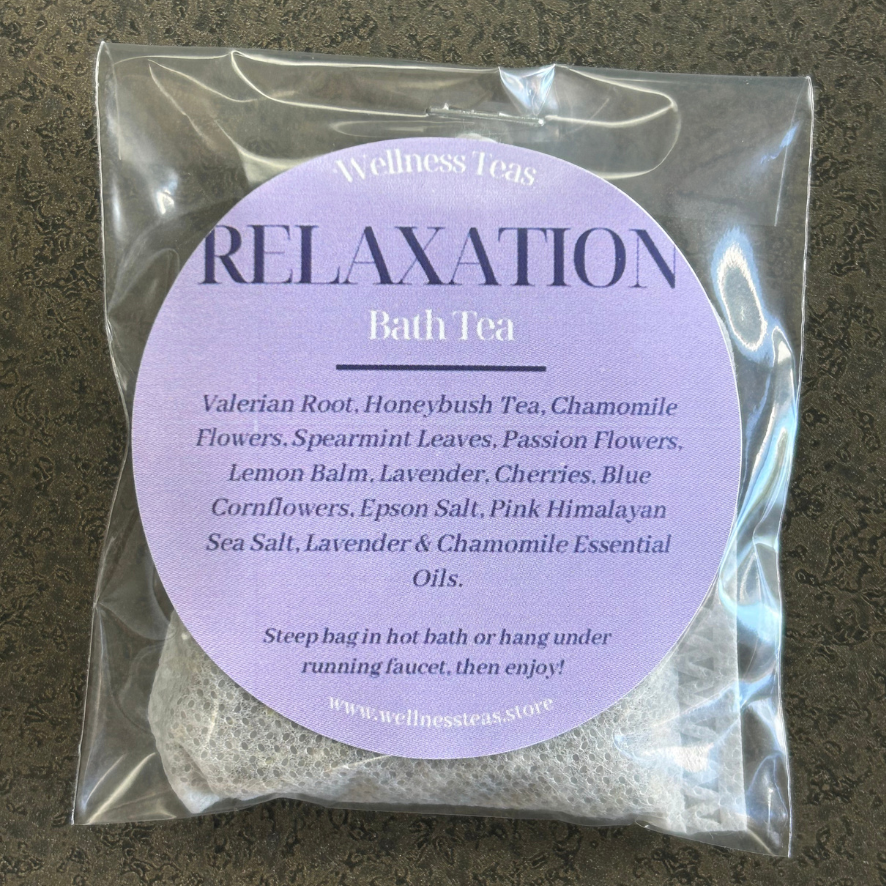 Wellness Teas
RELAXATION
Bath Tea
Valerian Root, Honeybush Tea, Chamomile
Flowers, Spearmint Leaves, Passion Flowers,
Lemon Balm, Lavender, Cherries, Blue
Cornflowers, Epson Salt, Pink Himalayan
Sea Salt, Lavender & Chamomile Essential
Oils.
Steep bag in hot bath or hang under
running faucet, then enjoy!
www.wellnessteas.store